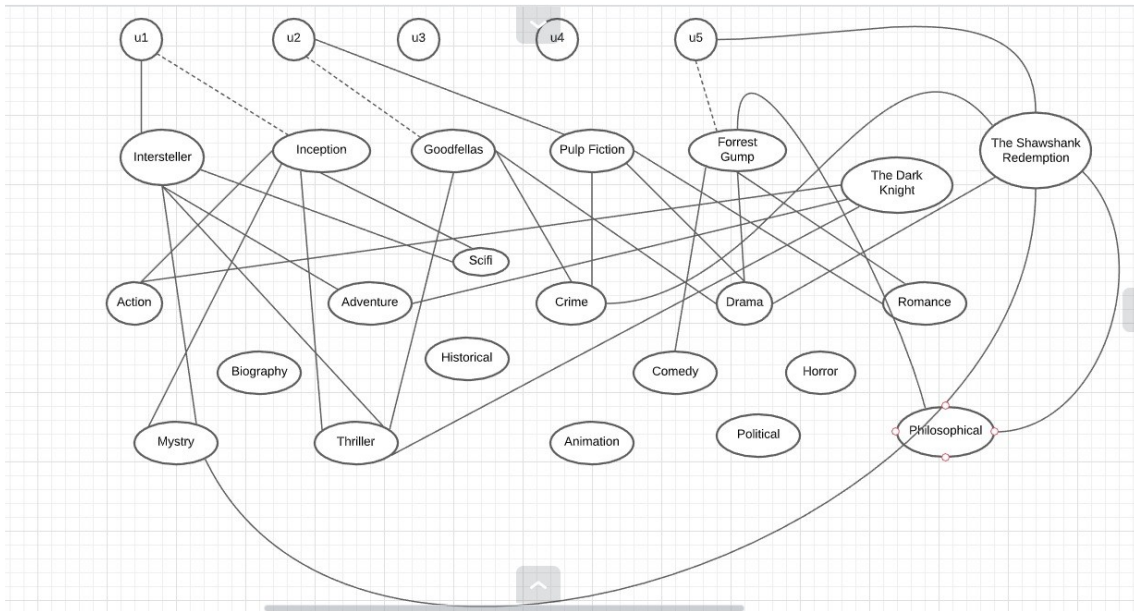 u1
u2
u3
u4
u5
Intersteller
Inception
Goodfellas
Pulp Fiction
Forrest
Gump
The Dark
Knight
The Shawshank
Redemption
Scifi
Action
Adventure
Crime
Drama
Romance
Biography
Historical
Comedy
Horror
Mystry
Thriller
Animation
Political
Philosophical